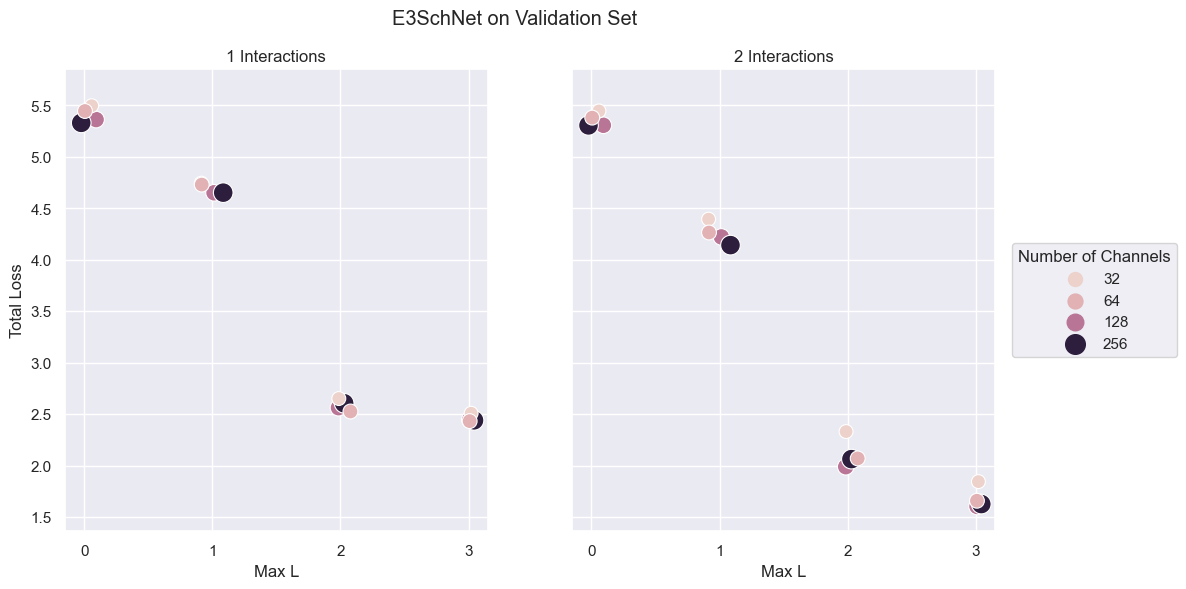 E3SchNet on Validation Set
1 Interactions
2 Interactions
Total Loss
5.5
5.0
4.5
4.0
3.5
3.0
2.5
2.0
1.5
0 1 2 3
Max L
0 1 2 3
Max L
Number of Channels
32
64
128
256